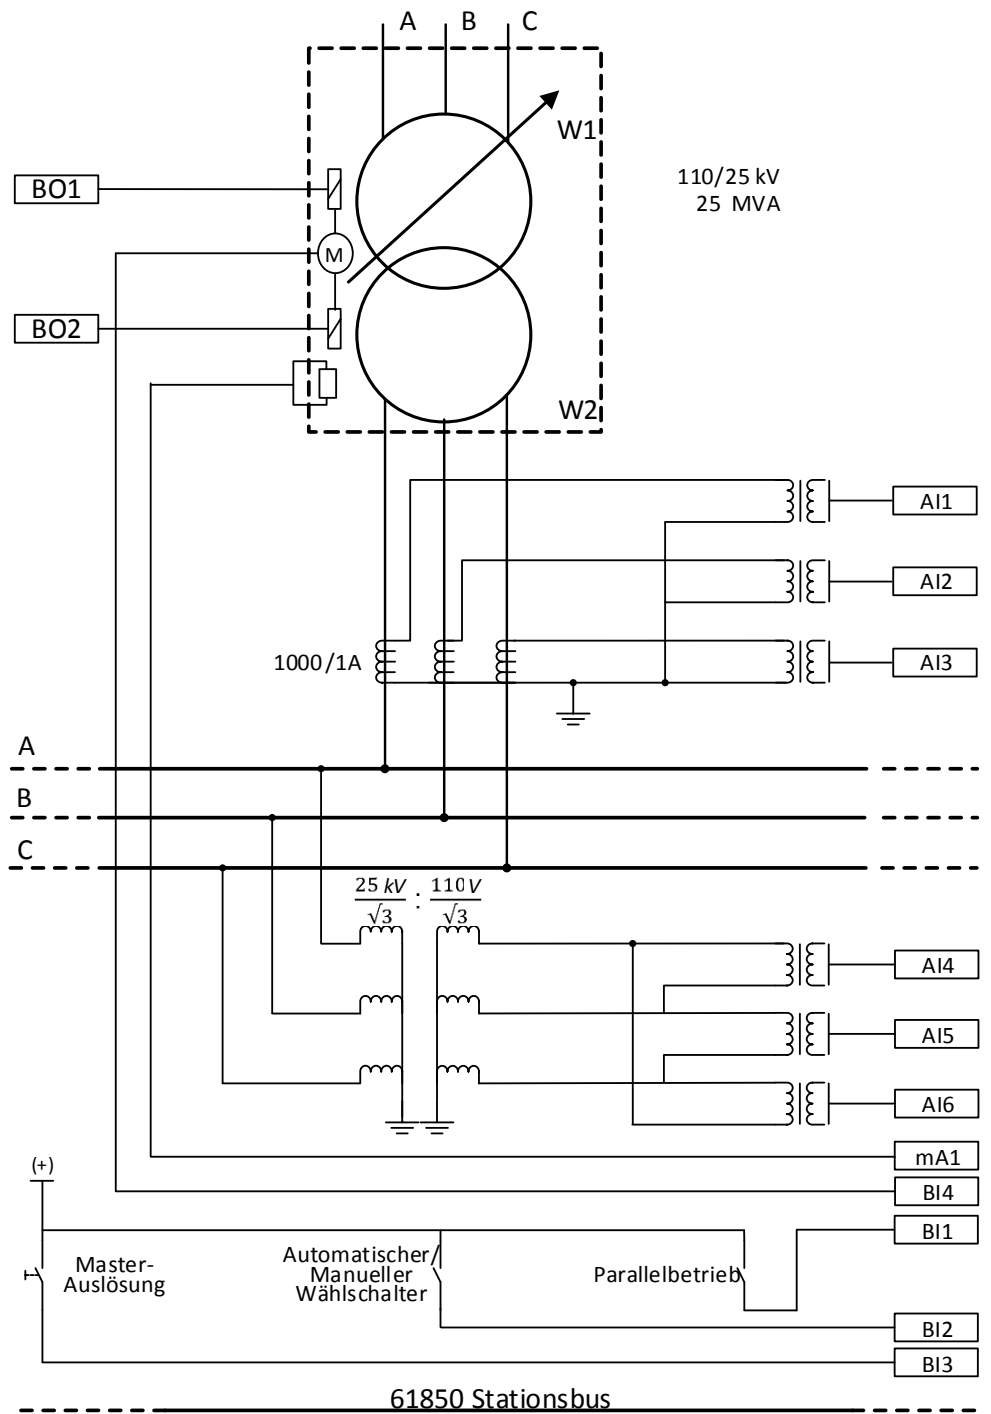 A B C
W1
BO1
110/25 kV
25 MVA
M
BO2
W2
AI1
AI2
1000/1A
AI3
A
B
C
25 kV/√3 : 110 V/√3
AI4
AI5
AI6
mA1
(+)
BI4
BI1
Master-
Auslösung
Automatischer/
Manueller
Wählschalter
Parallelbetrieb
BI2
BI3
61850 Stationsbus